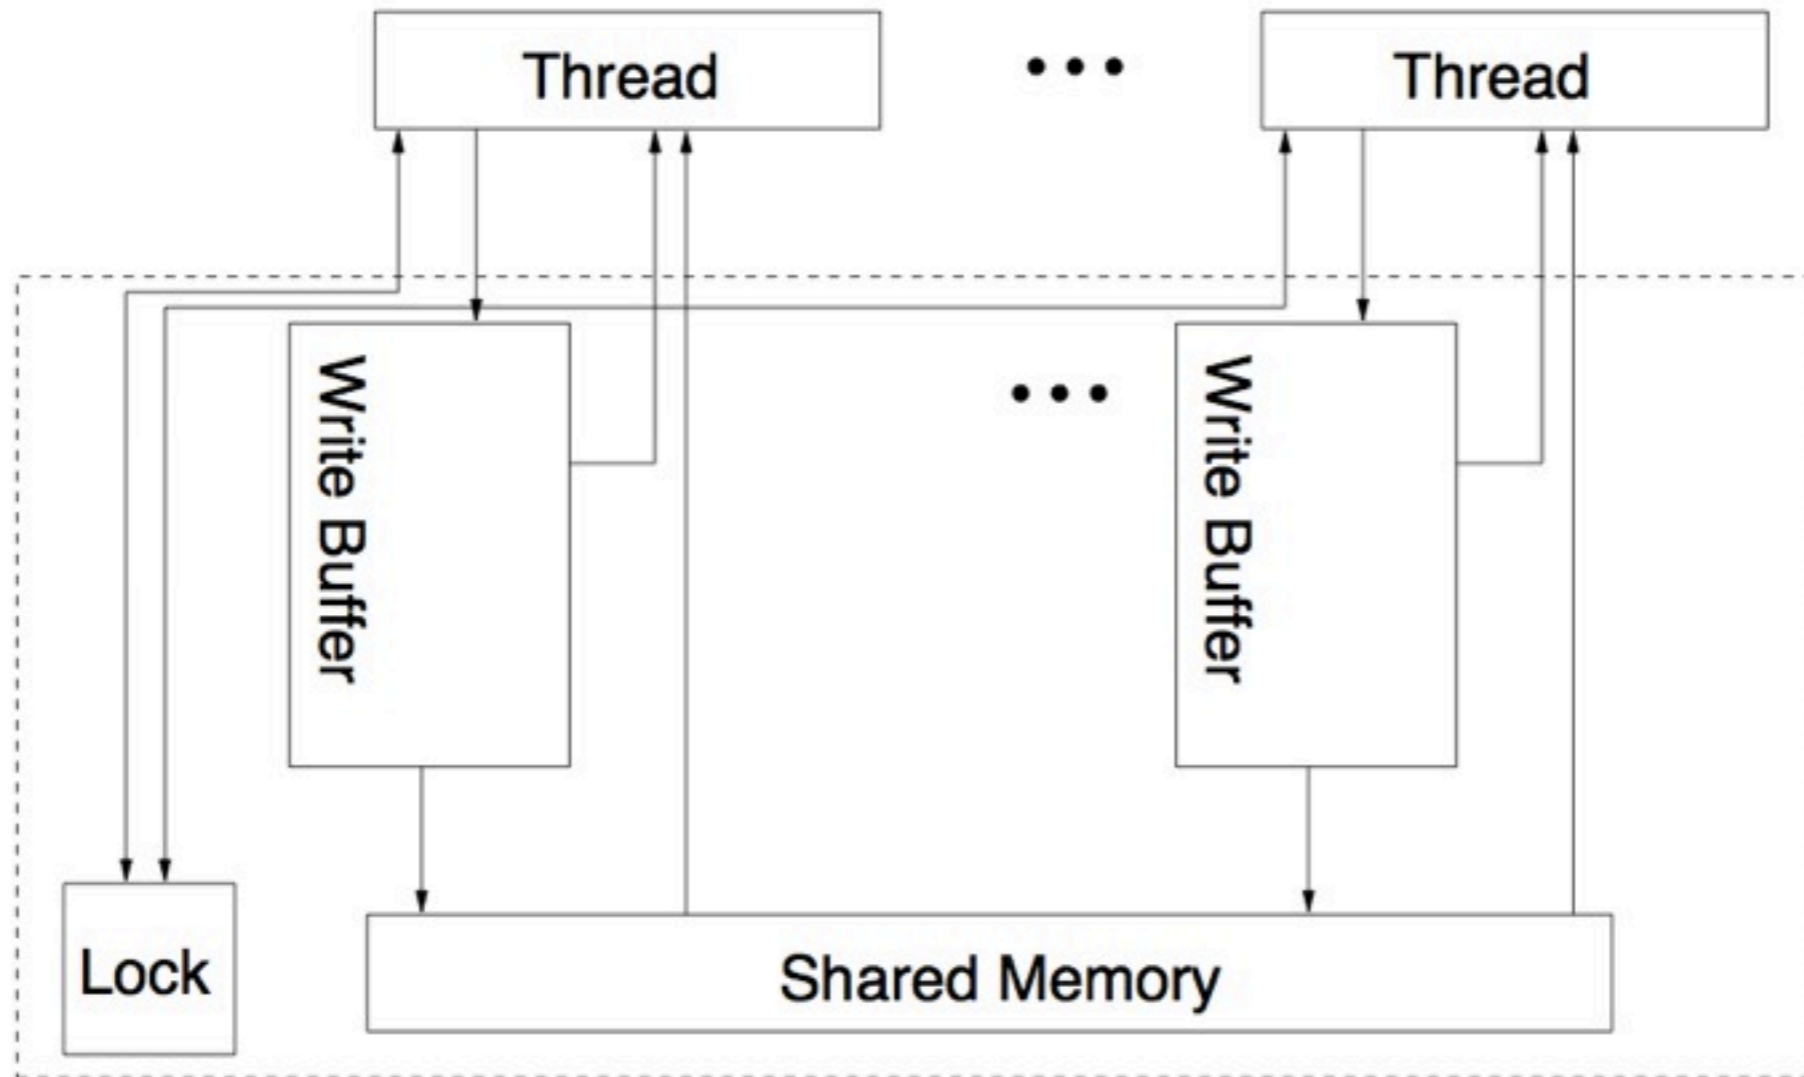 Thread
Thread
Write Buffer
Write Buffer
Lock
Shared Memory